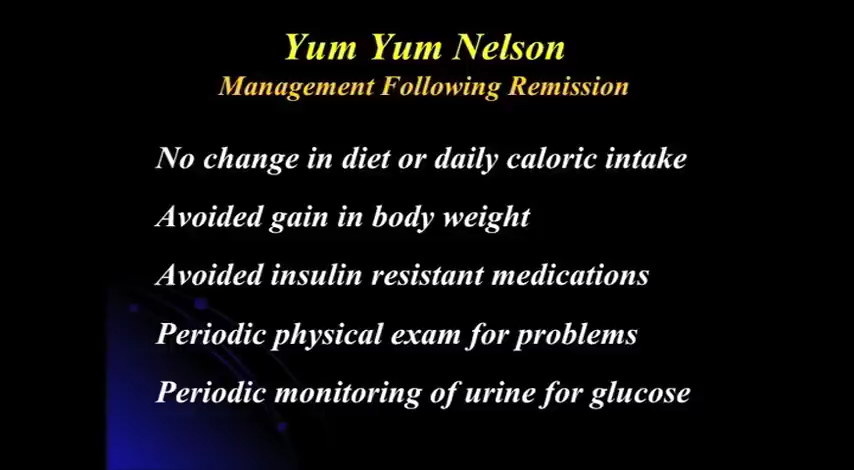 Yum Yum Nelson
Management Following Remission
No change in diet or daily caloric intake
Avoided gain in body weight
Avoided insulin resistant medications
Periodic physical exam for problems
Periodic monitoring of urine for glucose